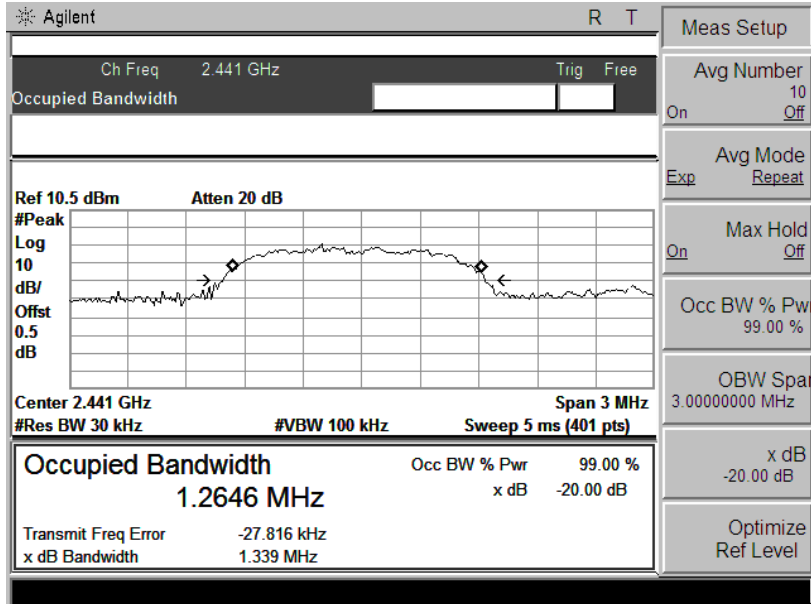 Agilent R T
Meas Setup
Ch Freq 2.441 GHz Trig Free
Occupied Bandwidth
Avg Number
10
On Off
Avg Mode
Exp Repeat
Max Hold
On Off
Occ BW % Pwr
99.00 %
OBW Span
3.00000000 MHz
x dB
-20.00 dB
Optimize
Ref Level
Ref 10.5 dBm Atten 20 dB
#Peak
Log
10
dB/
Offst
0.5
dB
Center 2.441 GHz Span 3 MHz
#Res BW 30 kHz #VBW 100 kHz Sweep 5 ms (401 pts)
Occupied Bandwidth Occ BW % Pwr 99.00 %
1.2646 MHz x dB -20.00 dB
Transmit Freq Error -27.816 kHz
x dB Bandwidth 1.339 MHz